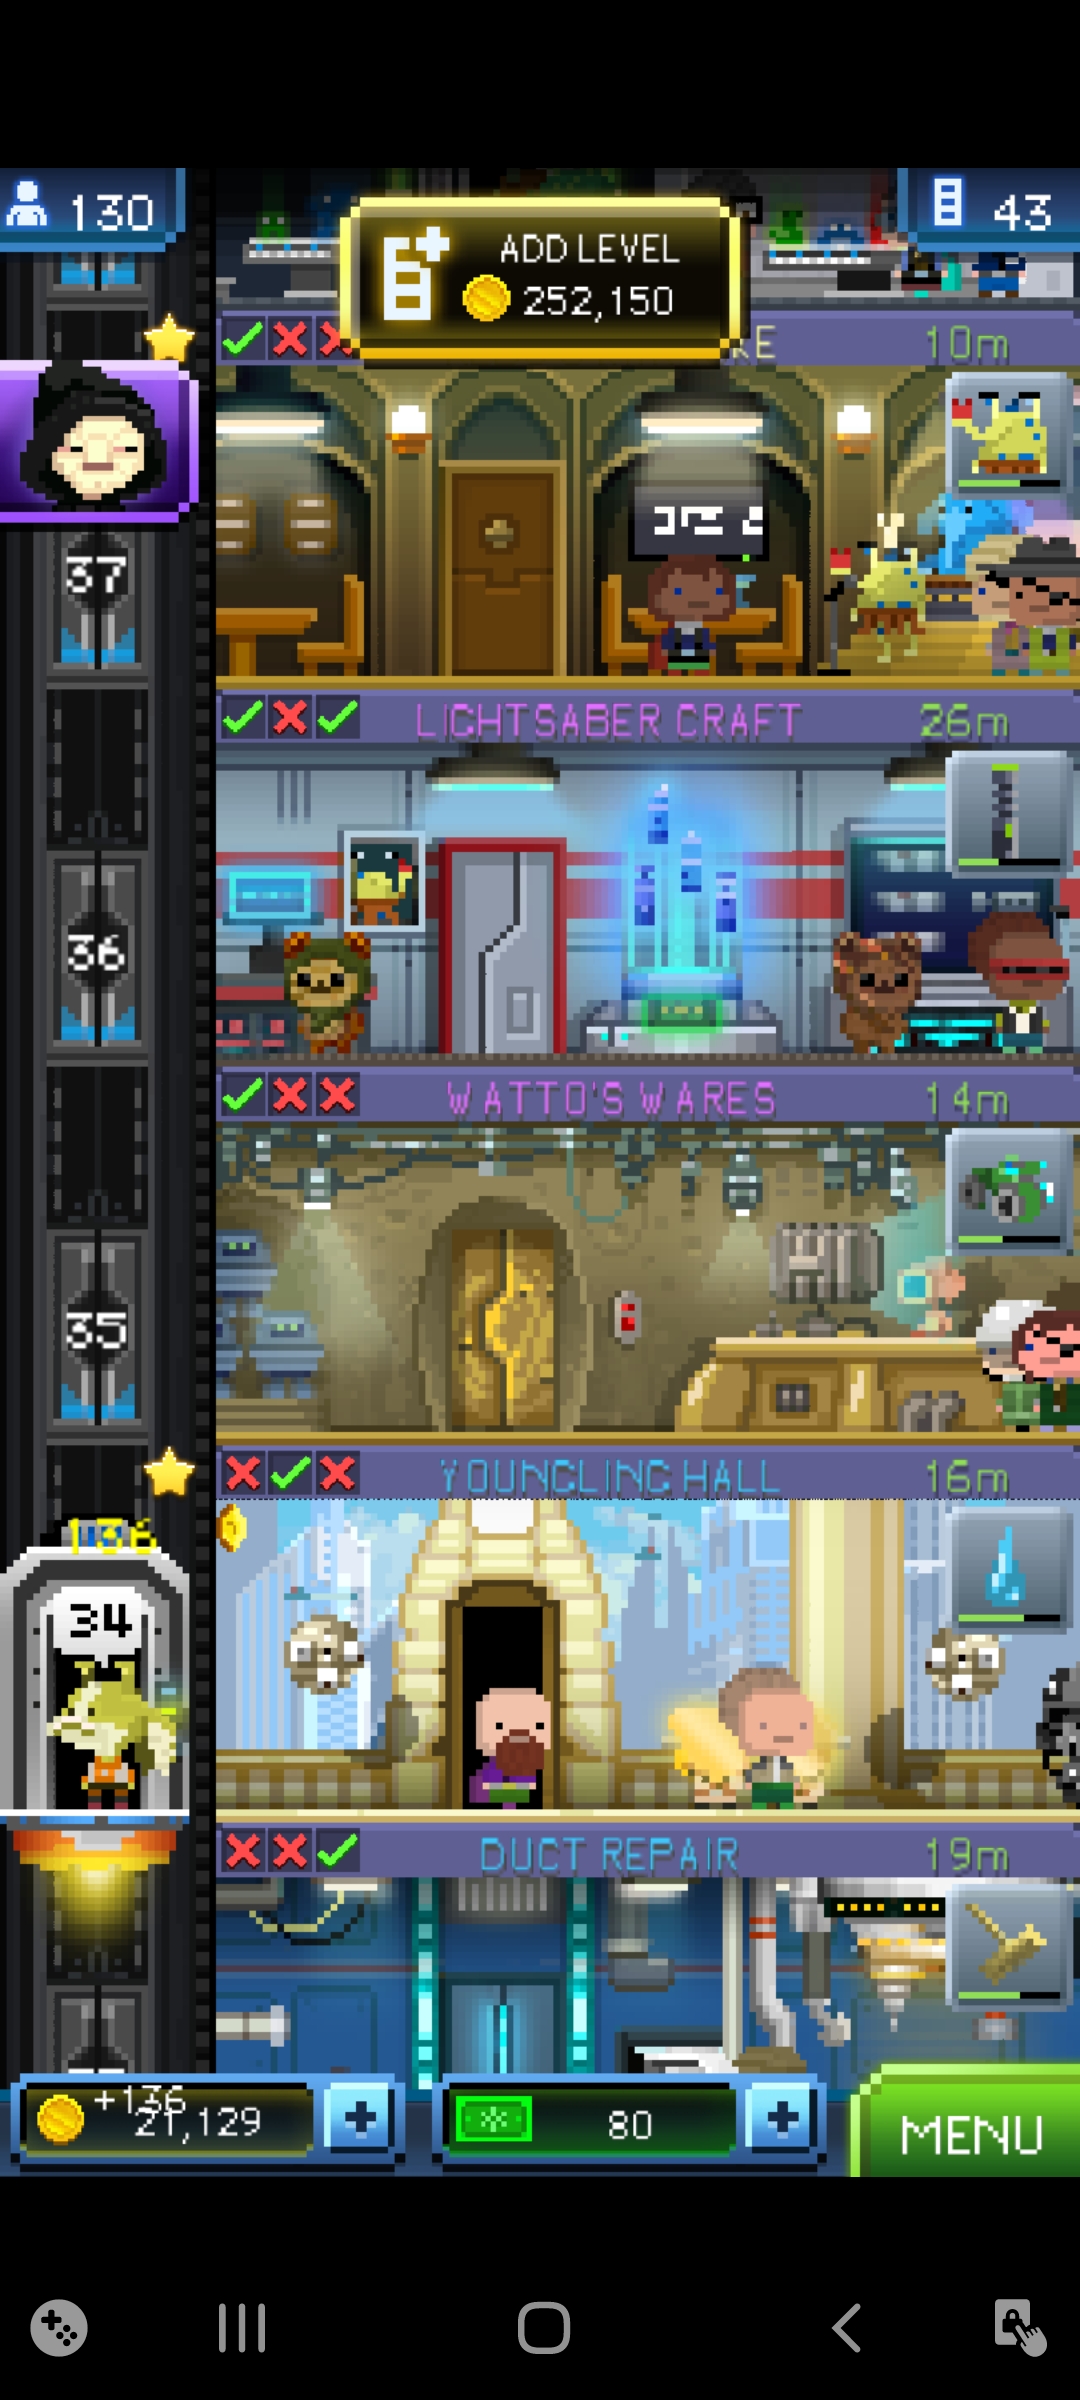 130
43
ADD LEVEL
252,150
KE
10m
37
LIGHTSABER CRAFT
26m
36
WATTO'S WARES
14m
35
YOUNGLING HALL
16m
136
34
DUCT REPAIR
19m
+136
21,129
80
MENU